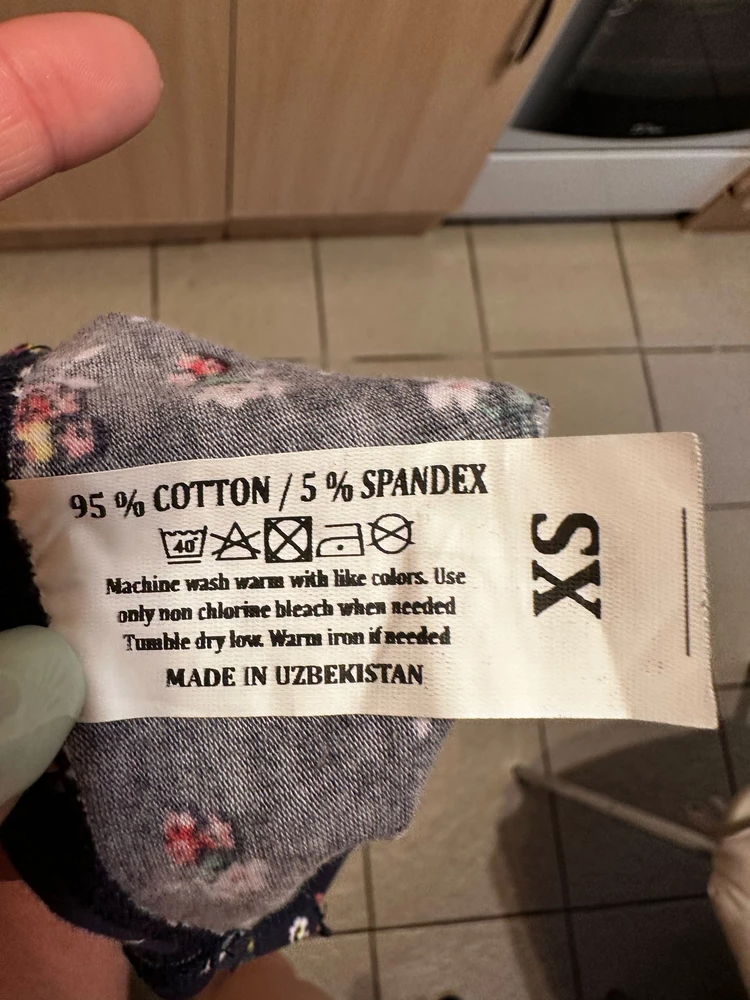 95 % COTTON / 5 % SPANDEX
40°
Machine wash warm with like colors. Use
only non chlorine bleach when needed
Tumble dry low. Warm iron if needed
MADE IN UZBEKISTAN
XS